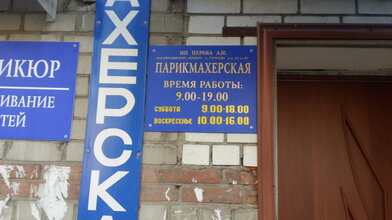 ИКЮР
ИВАНИЕ
ТЕЙ
АХЕРСКА
ИП ПЕРОВА А.Ю.
ПАРИКМАХЕРСКАЯ
ВРЕМЯ РАБОТЫ:
9.00-19.00
СУББОТА 9.00-18.00
ВОСКРЕСЕНЬЕ 10.00-16.00